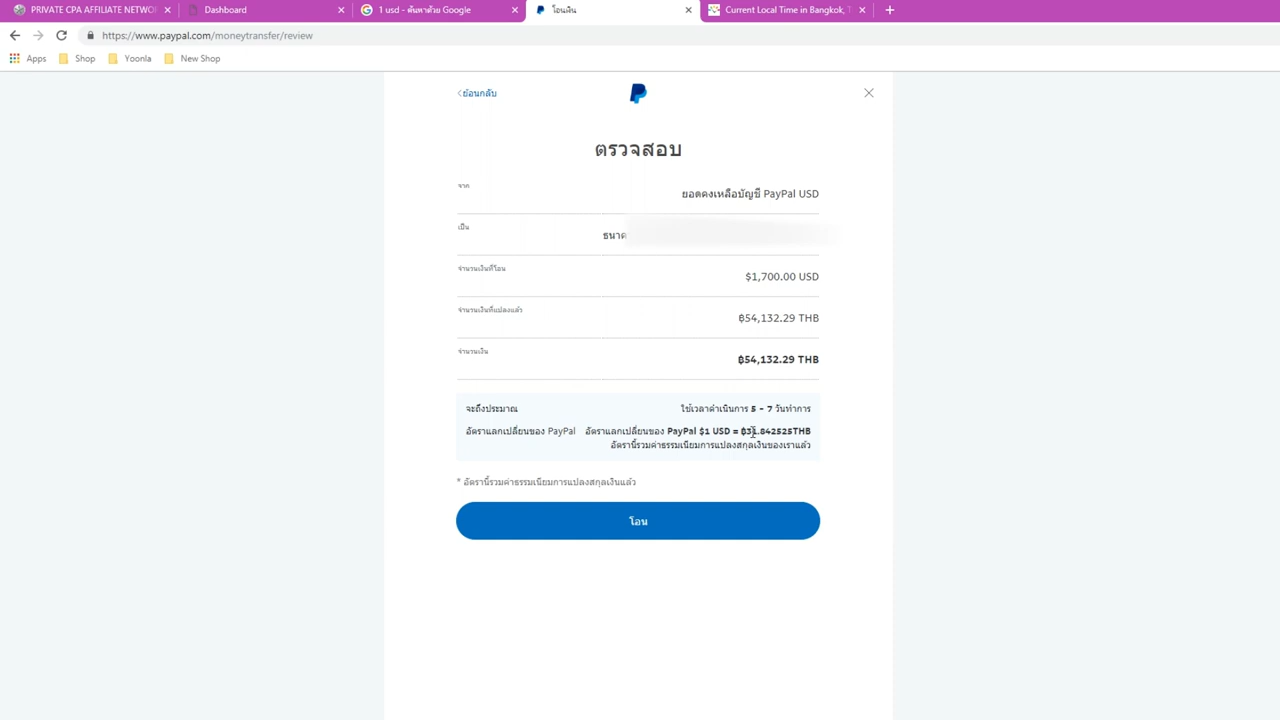 PRIVATE CPA AFFILIATE NETWOR
Dashboard
1 usd - ค้นหาด้วย Google
โอนเงิน
Current Local Time in Bangkok, T
https://www.paypal.com/moneytransfer/review
Apps
Shop
Yoonla
New Shop
ย้อนกลับ
ตรวจสอบ
จาก
ยอดคงเหลือบัญชี PayPal USD
เป็น
ธนาค
จำนวนเงินที่โอน
$1,700.00 USD
จำนวนเงินที่แปลงแล้ว
฿54,132.29 THB
จำนวนเงิน
฿54,132.29 THB
จะถึงประมาณ
ใช้เวลาดำเนินการ 5 - 7 วันทำการ
อัตราแลกเปลี่ยนของ PayPal
อัตราแลกเปลี่ยนของ PayPal $1 USD = ฿31.842525THB
อัตรานี้รวมค่าธรรมเนียมการแปลงสกุลเงินของเราแล้ว
* อัตรานี้รวมค่าธรรมเนียมการแปลงสกุลเงินแล้ว
โอน